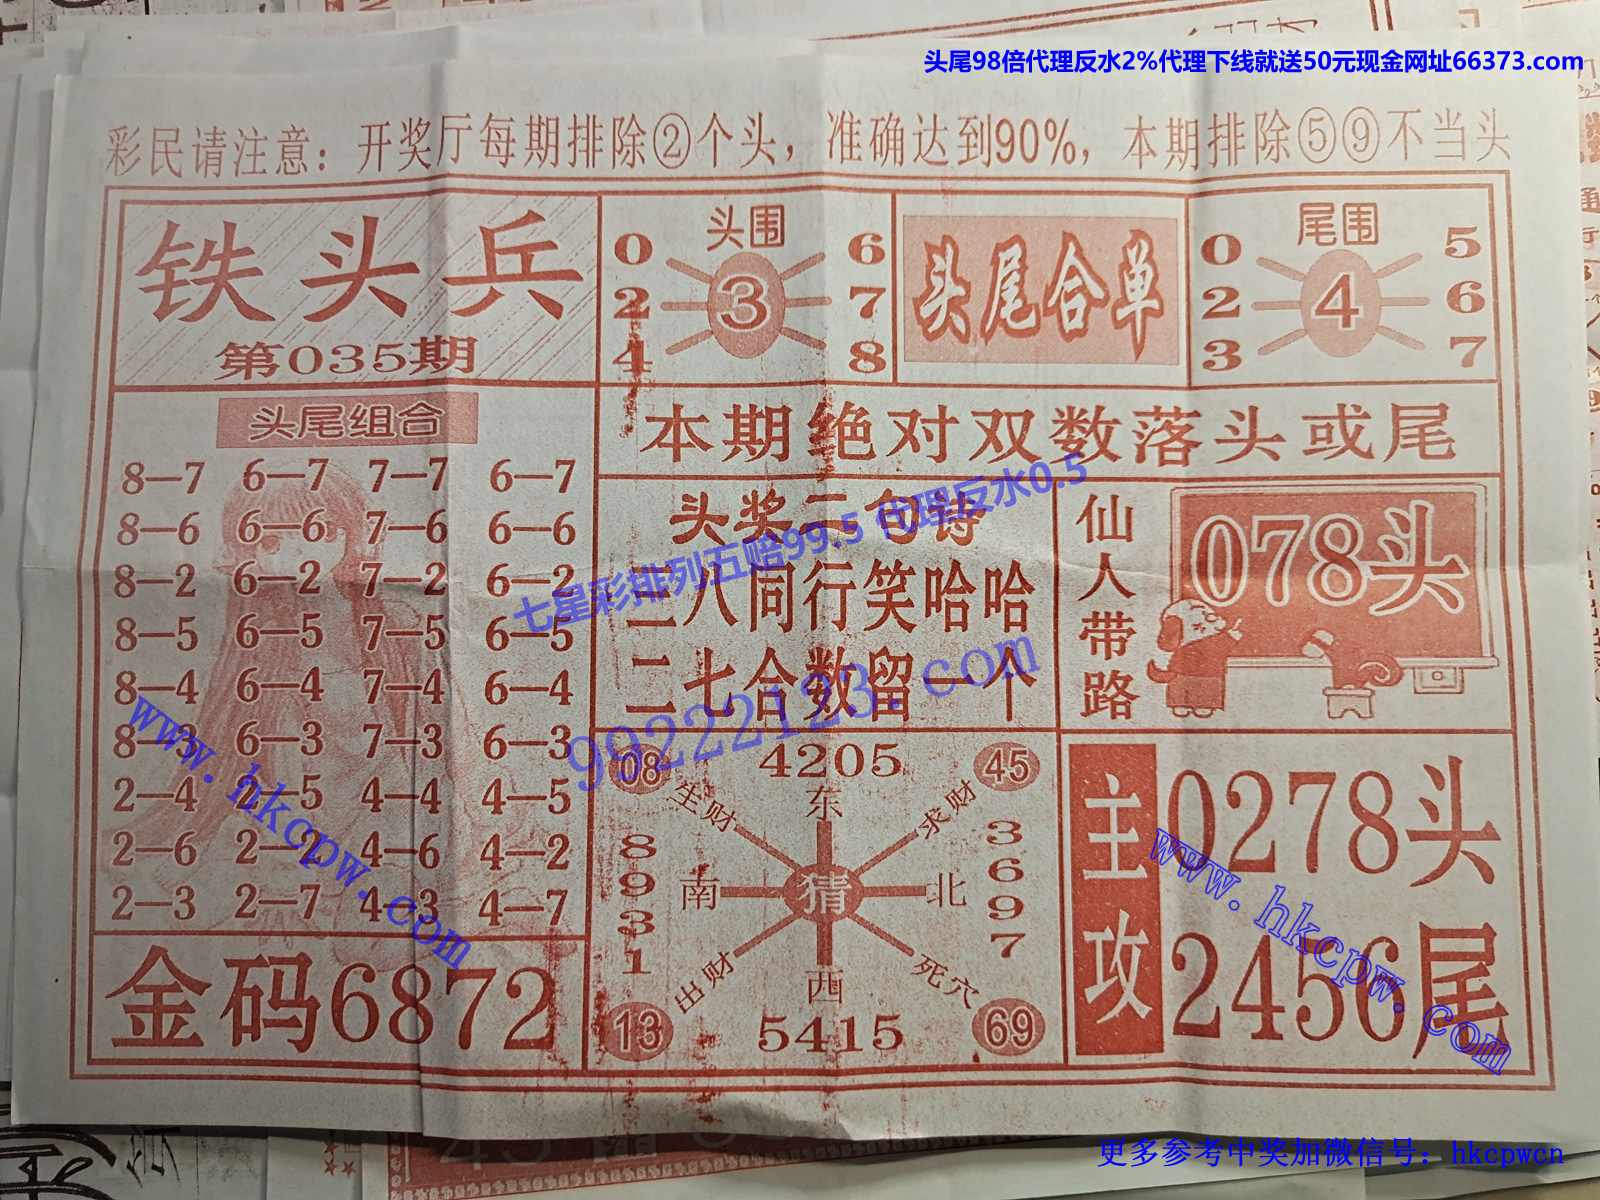 头尾98倍代理反水2%代理下线就送50元现金网址66373.com
彩民请注意：开奖厅每期排除②个头，准确达到90%，本期排除⑤⑨不当头
铁头兵
第035期
头围
0 6
2 3 7
4 8
头尾合单
尾围
0 5
2 4 6
3 7
本期绝对双数落头或尾
头尾组合
8—7 6—7 7—7 6—7
8—6 6—6 7—6 6—6
8—2 6—2 7—2 6—2
8—5 6—5 7—5 6—5
8—4 6—4 7—4 6—4
8—3 6—3 7—3 6—3
2—4 2—5 4—4 4—5
2—6 2—2 4—6 4—2
2—3 2—7 4—3 4—7
金码6872
头奖二句诗
三八同行笑哈哈
二七合数留一个
七星彩排列五赔99.5 代理反水0.5
99222123.com
仙人带路
078头
08 4205 45
生财 东 求财
8931
南 猜 北
3697
出财 西 死穴
13 5415 69
主攻
0278头
2456尾
www.hkcpw.com
www.hkcpw.com
更多参考中奖加微信号：hkcpwcn